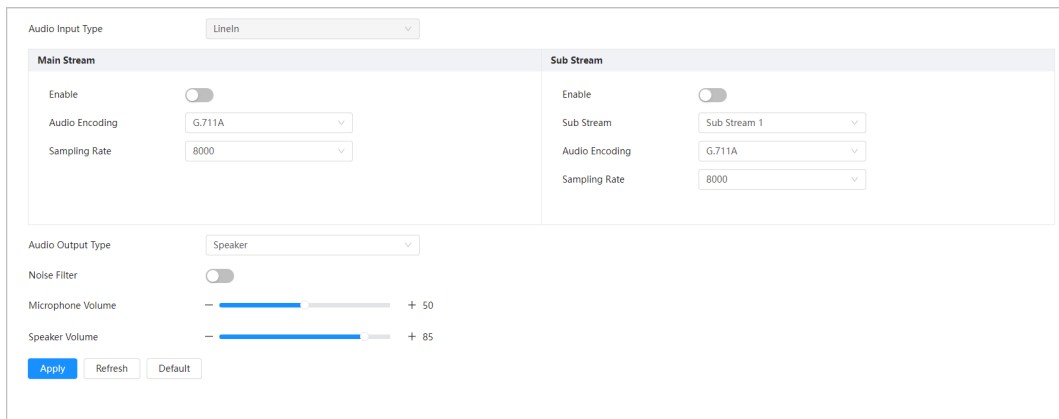 Audio Input Type LineIn
Main Stream
Enable
Audio Encoding G.711A
Sampling Rate 8000
Sub Stream
Enable
Sub Stream Sub Stream 1
Audio Encoding G.711A
Sampling Rate 8000
Audio Output Type Speaker
Noise Filter
Microphone Volume − + 50
Speaker Volume − + 85
Apply Refresh Default